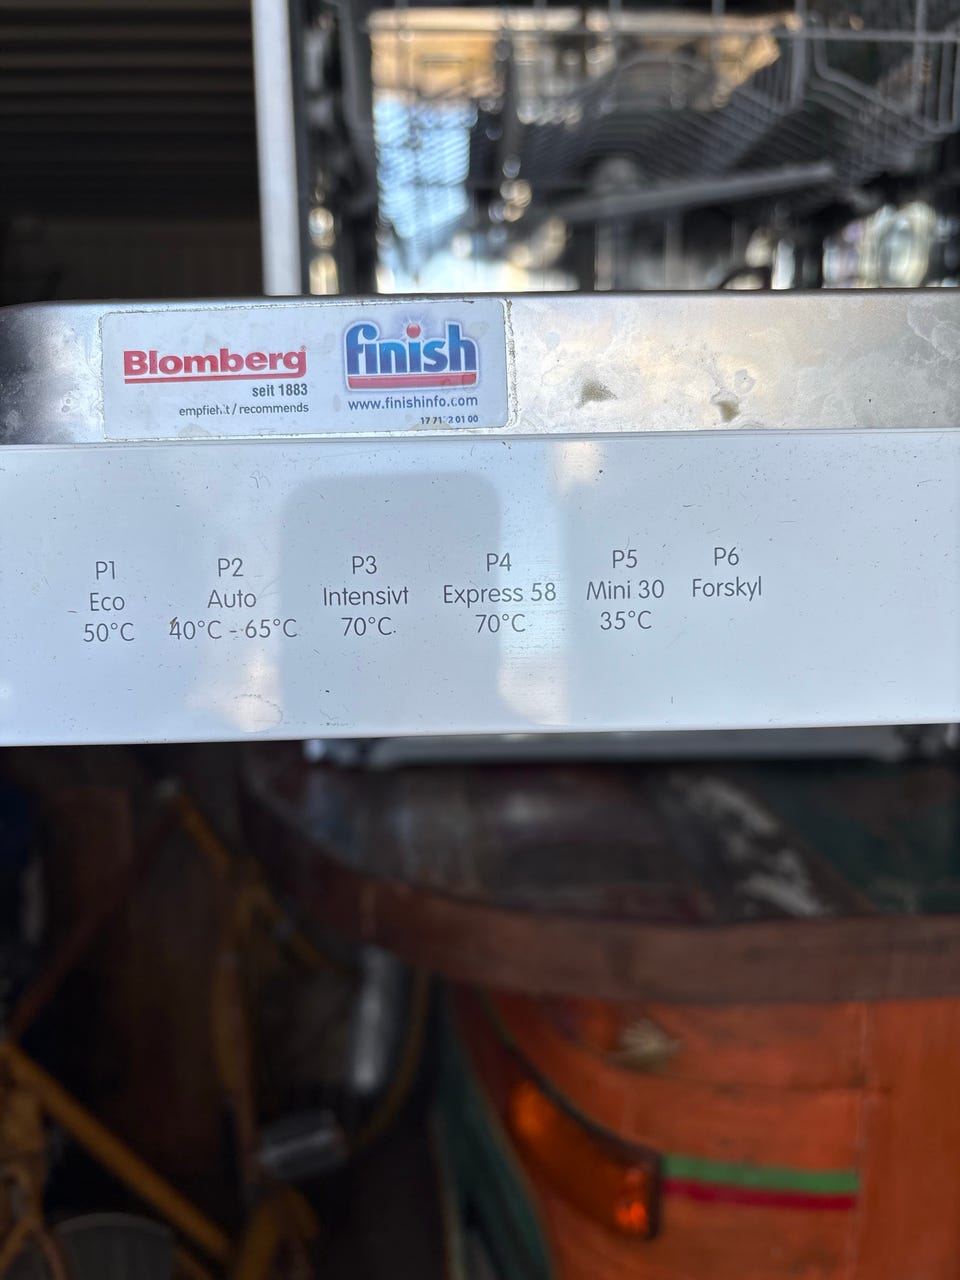 Blomberg
seit 1883
empfiehlt / recommends
finish
www.finishinfo.com
P1
Eco
50°C
P2
Auto
40°C - 65°C
P3
Intensivt
70°C
P4
Express 58
70°C
P5
Mini 30
35°C
P6
Forskyl